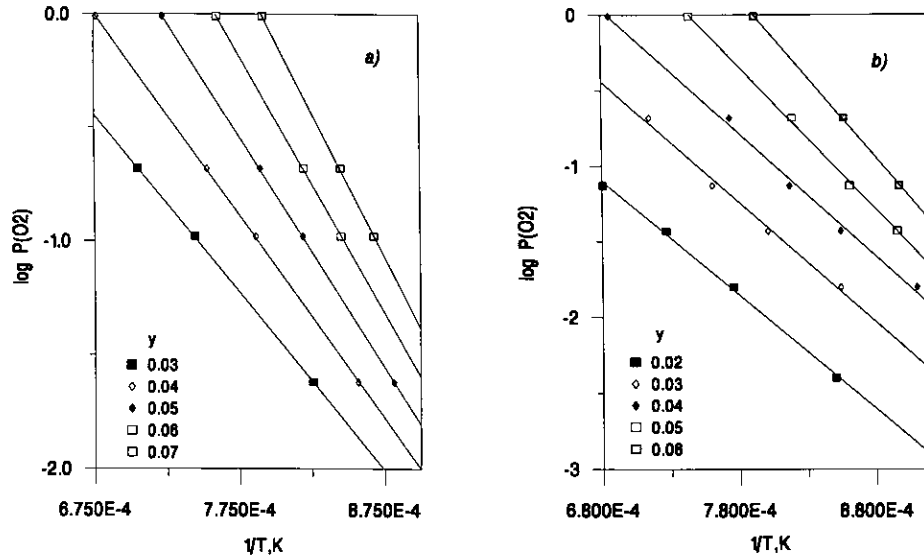 0.0
a)
log P(O2)
-1.0
-2.0
y
0.03
0.04
0.05
0.06
0.07
6.750E-4
7.750E-4
8.750E-4
1/T,K
0
b)
log P(O2)
-1
-2
-3
y
0.02
0.03
0.04
0.05
0.06
6.800E-4
7.800E-4
8.800E-4
1/T,K